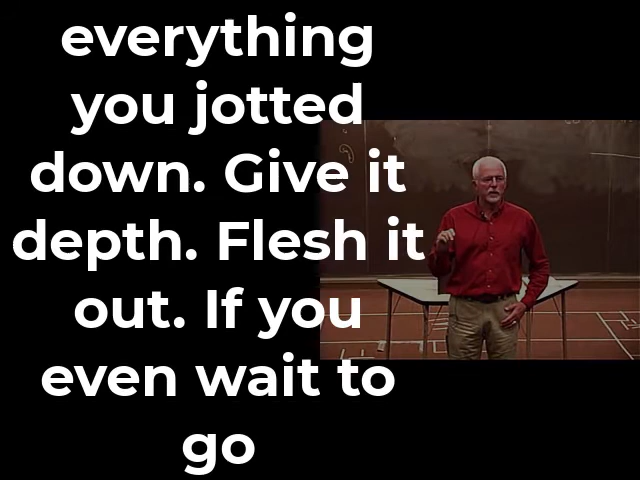 everything
you jotted
down. Give it
depth. Flesh it
out. If you
even wait to
go